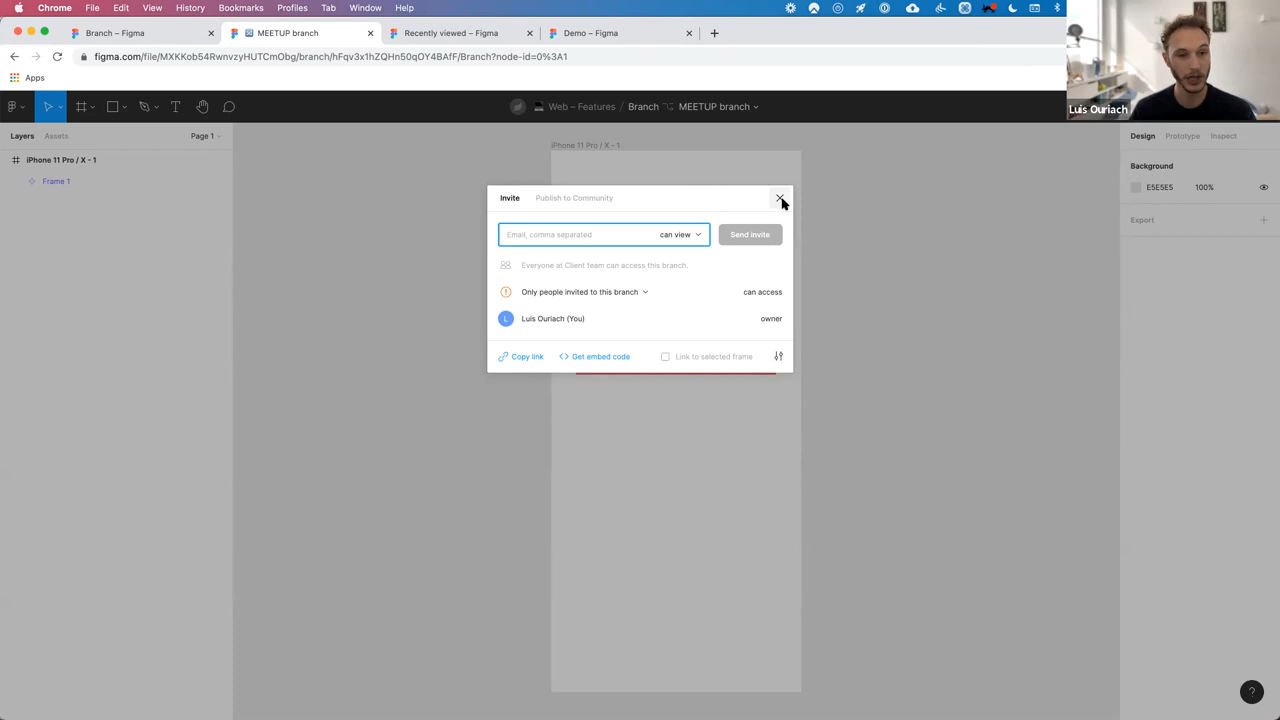 Chrome File Edit View History Bookmarks Profiles Tab Window Help
Branch – Figma
MEETUP branch
Recently viewed – Figma
Demo – Figma
figma.com/file/MXKKob54RwnvzyHUTCmObg/branch/hFqv3x1hZQHn50qOY4BAfF/Branch?node-id=0%3A1
Apps
Luis Ouriach
Web – Features / Branch MEETUP branch
Layers Assets Page 1
Design Prototype Inspect
iPhone 11 Pro / X - 1
iPhone 11 Pro / X - 1
Frame 1
Background
E5E5E5 100%
Export
Invite Publish to Community
Email, comma separated can view Send invite
Everyone at Client team can access this branch.
Only people invited to this branch can access
L Luis Ouriach (You) owner
Copy link Get embed code Link to selected frame
?